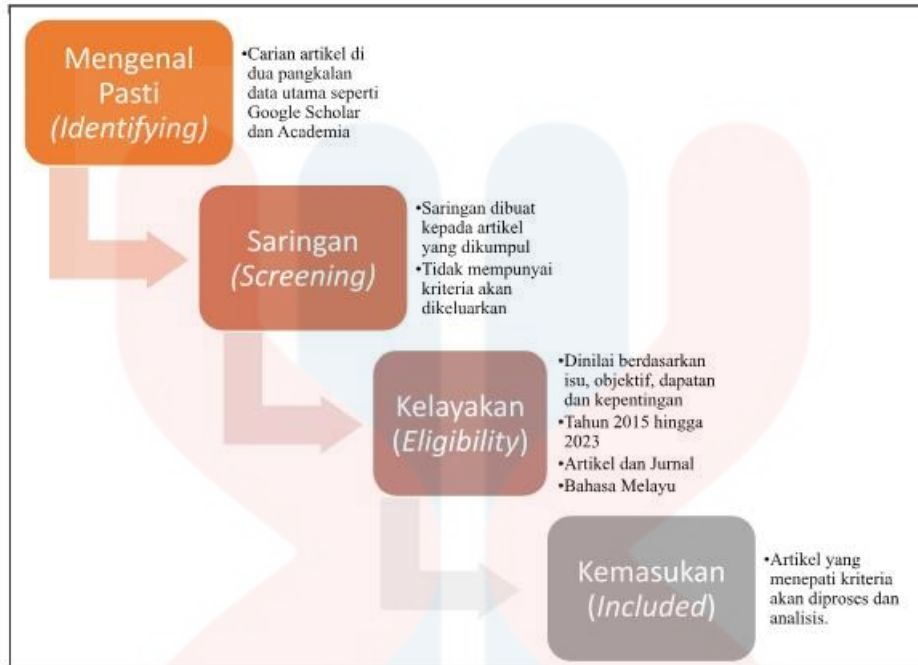 Mengenal
Pasti
(Identifying)
•Carian artikel di
dua pangkalan
data utama seperti
Google Scholar
dan Academia
Saringan
(Screening)
•Saringan dibuat
kepada artikel
yang dikumpul
•Tidak mempunyai
kriteria akan
dikeluarkan
Kelayakan
(Eligibility)
•Dinilai berdasarkan
isu, objektif, dapatan
dan kepentingan
•Tahun 2015 hingga
2023
•Artikel dan Jurnal
•Bahasa Melayu
Kemasukan
(Included)
•Artikel yang
menepati kriteria
akan diproses dan
analisis.